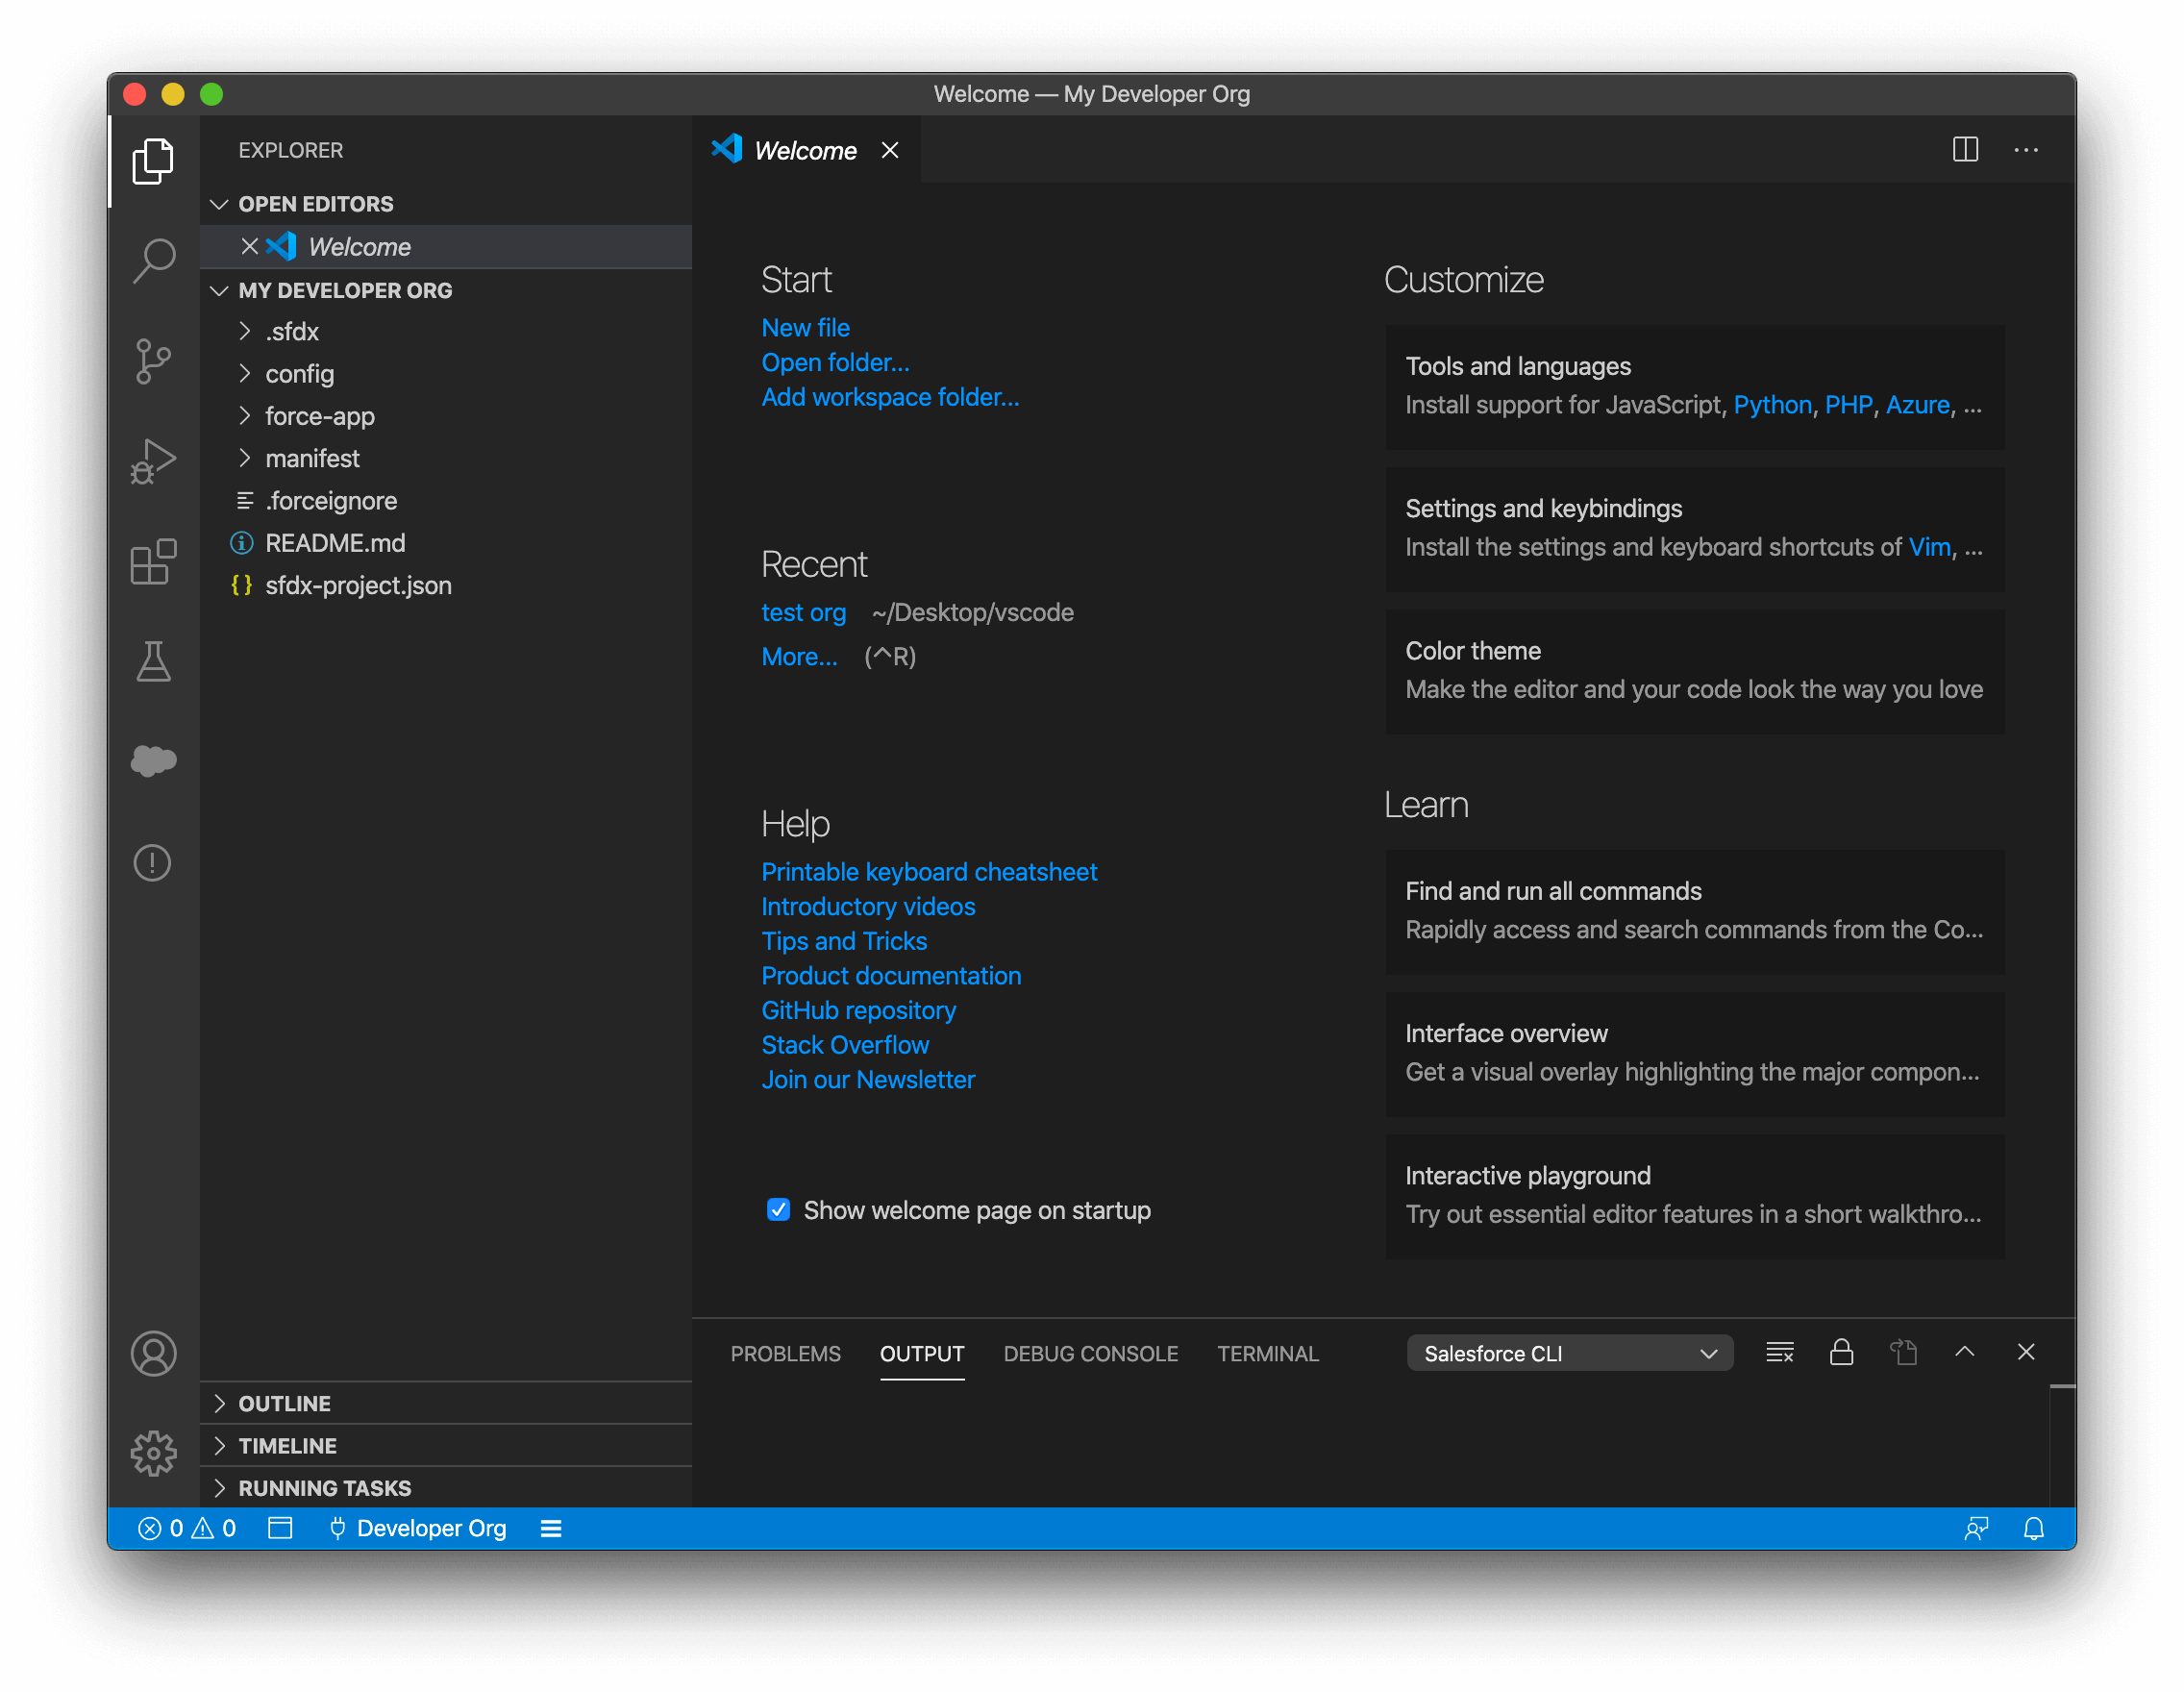 Welcome — My Developer Org
EXPLORER
OPEN EDITORS
Welcome
MY DEVELOPER ORG
.sfdx
config
force-app
manifest
.forceignore
README.md
sfdx-project.json
OUTLINE
TIMELINE
RUNNING TASKS
Welcome
Start
New file
Open folder...
Add workspace folder...
Recent
test org ~/Desktop/vscode
More... (^R)
Help
Printable keyboard cheatsheet
Introductory videos
Tips and Tricks
Product documentation
GitHub repository
Stack Overflow
Join our Newsletter
Show welcome page on startup
Customize
Tools and languages
Install support for JavaScript, Python, PHP, Azure, ...
Settings and keybindings
Install the settings and keyboard shortcuts of Vim, ...
Color theme
Make the editor and your code look the way you love
Learn
Find and run all commands
Rapidly access and search commands from the Co...
Interface overview
Get a visual overlay highlighting the major compon...
Interactive playground
Try out essential editor features in a short walkthro...
PROBLEMS OUTPUT DEBUG CONSOLE TERMINAL Salesforce CLI
0 0 Developer Org